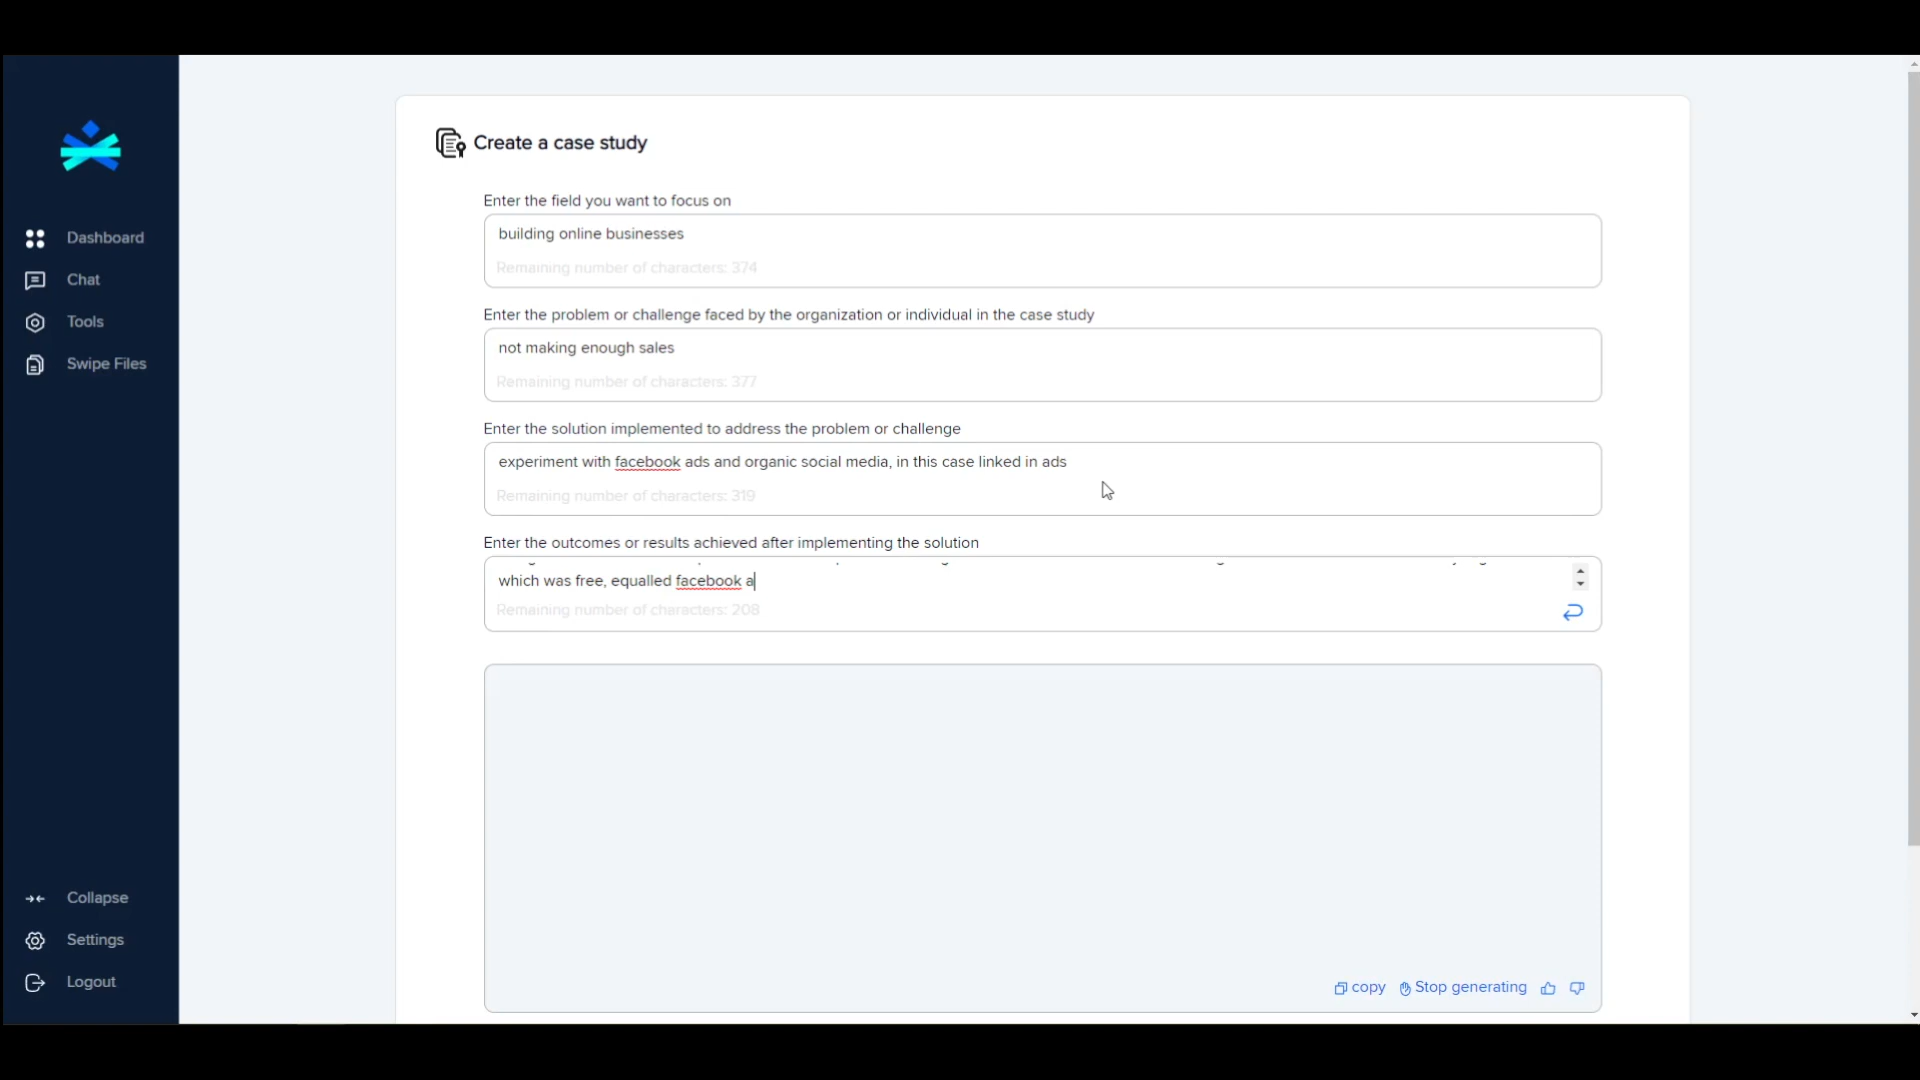 Create a case study
Enter the field you want to focus on
building online businesses
Remaining number of characters: 374
Dashboard
Chat
Enter the problem or challenge faced by the organization or individual in the case study
Tools
not making enough sales
Swipe Files
Remaining number of characters: 377
Enter the solution implemented to address the problem or challenge
experiment with facebook ads and organic social media, in this case linked in ads
Remaining number of characters: 319
Enter the outcomes or results achieved after implementing the solution
which was free, equalled facebook a
Remaining number of characters: 208
Collapse
Settings
Logout
copy Stop generating